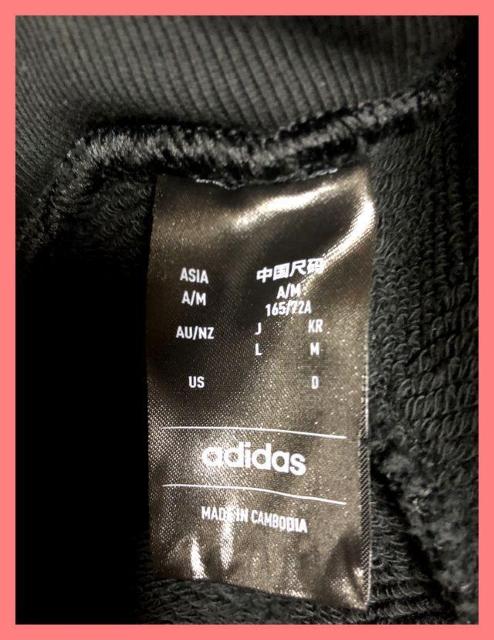 ASIA 中国尺码
A/M A/M
165/72A
AU/NZ J KR
L M
US D
adidas
MADE IN CAMBODIA